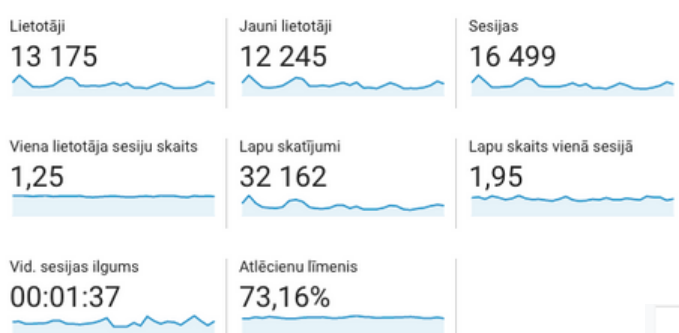 Lietotāji
13 175
Jauni lietotāji
12 245
Sesijas
16 499
Viena lietotāja sesiju skaits
1,25
Lapu skatījumi
32 162
Lapu skaits vienā sesijā
1,95
Vid. sesijas ilgums
00:01:37
Atlēcienu līmenis
73,16%